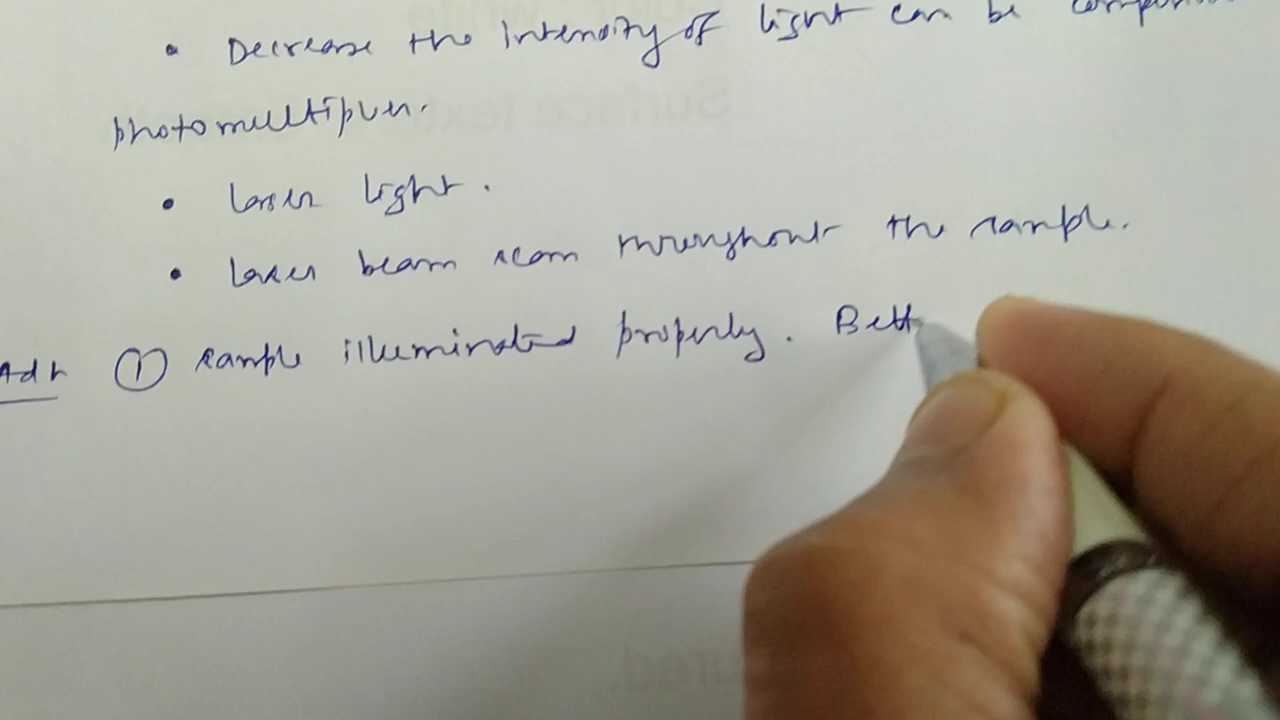 • Decrease the intensity of light can be
photomultiplier.
• Laser light.
• Laser beam scan throughout the sample.
Adv ① sample illuminated properly. Bett